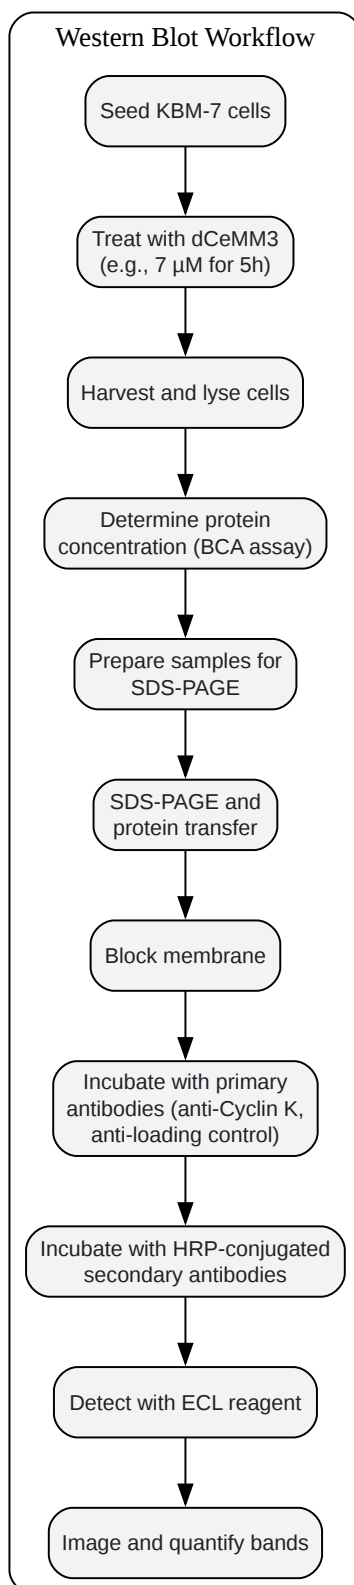 Western Blot Workflow
Seed KBM-7 cells
Treat with dCeMM3
(e.g., 7 µM for 5h)
Harvest and lyse cells
Determine protein
concentration (BCA assay)
Prepare samples for
SDS-PAGE
SDS-PAGE and
protein transfer
Block membrane
Incubate with primary
antibodies (anti-Cyclin K,
anti-loading control)
Incubate with HRP-conjugated
secondary antibodies
Detect with ECL reagent
Image and quantify bands